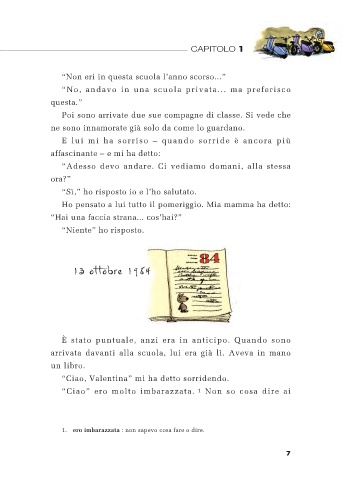 CAPITOLO 1
“Non eri in questa scuola l’anno scorso...”
“No, andavo in una scuola privata... ma preferisco
questa.”
Poi sono arrivate due sue compagne di classe. Si vede che
ne sono innamorate già solo da come lo guardano.
E lui mi ha sorriso – quando sorride è ancora più
affascinante – e mi ha detto:
“Adesso devo andare. Ci vediamo domani, alla stessa
ora?”
“Sì,” ho risposto io e l’ho salutato.
Ho pensato a lui tutto il pomeriggio. Mia mamma ha detto:
“Hai una faccia strana... cos’hai?”
“Niente” ho risposto.
13 ottobre 1984
84
È stato puntuale, anzi era in anticipo. Quando sono
arrivata davanti alla scuola, lui era già lì. Aveva in mano
un libro.
“Ciao, Valentina” mi ha detto sorridendo.
“Ciao” ero molto imbarazzata. 1 Non so cosa dire ai
1. ero imbarazzata : non sapevo cosa fare o dire.
7